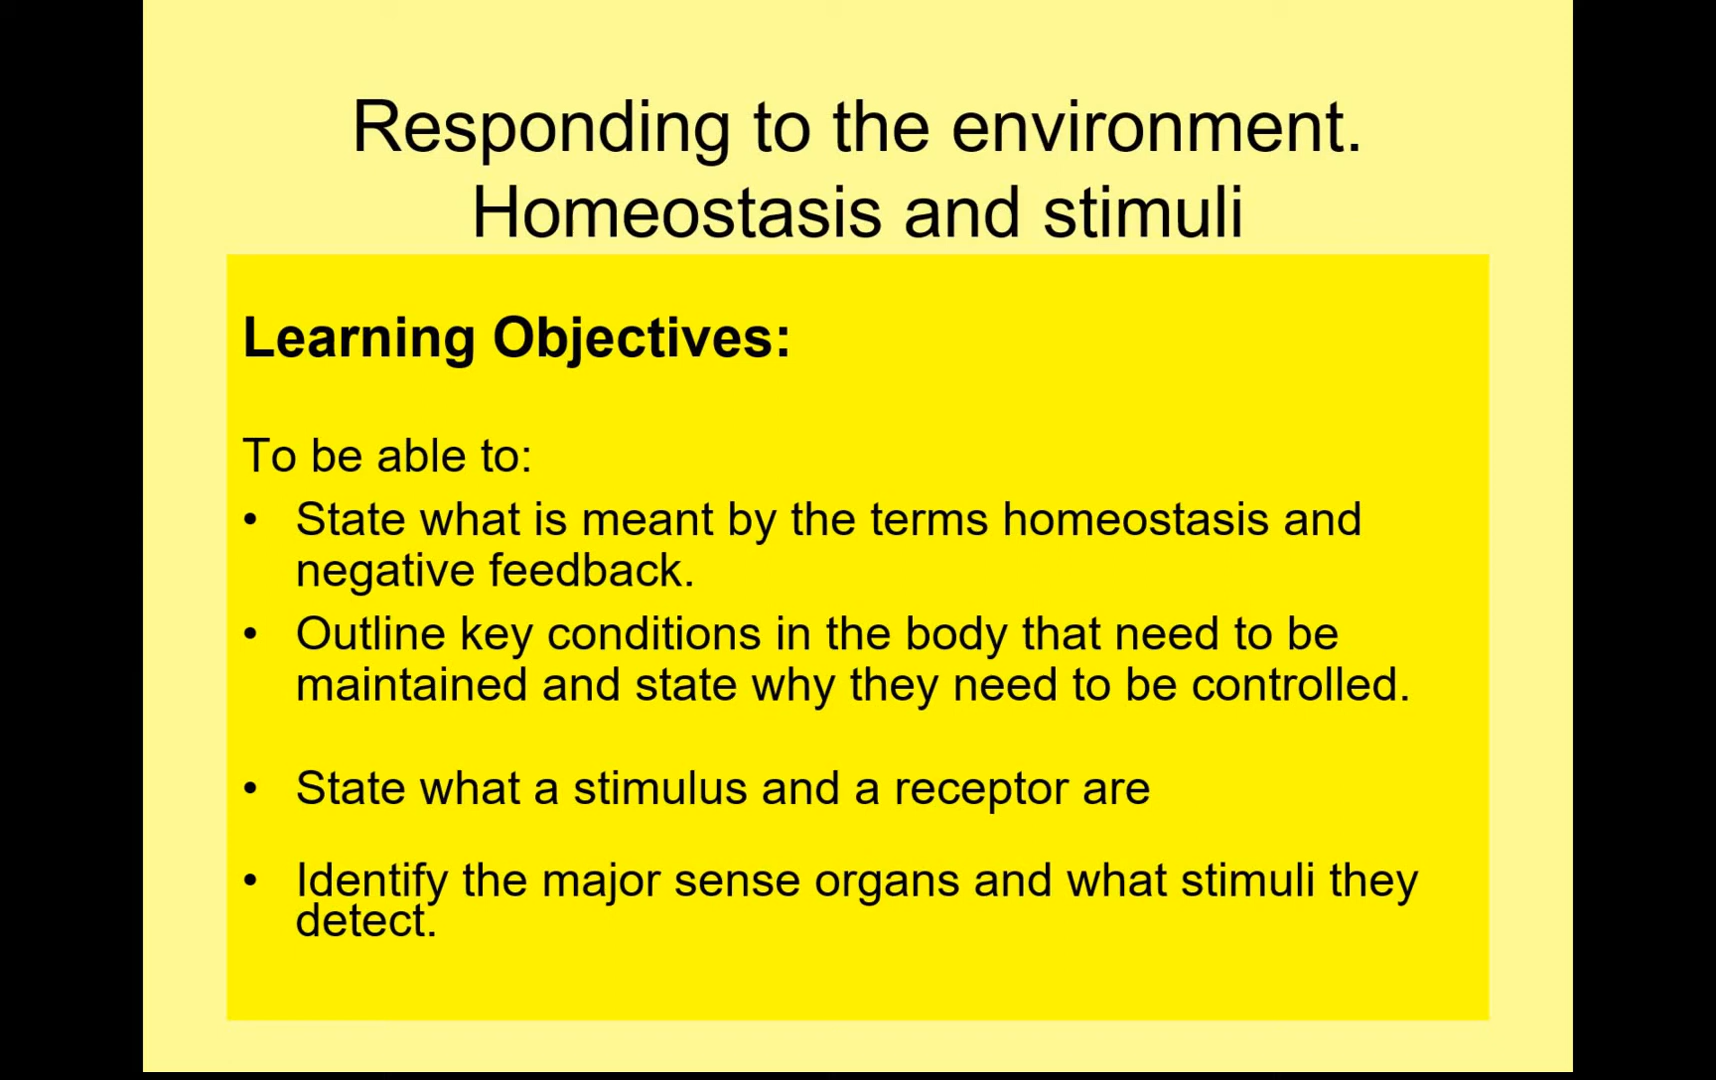 Responding to the environment.
Homeostasis and stimuli
Learning Objectives:
To be able to:
• State what is meant by the terms homeostasis and
negative feedback.
• Outline key conditions in the body that need to be
maintained and state why they need to be controlled.
• State what a stimulus and a receptor are
• Identify the major sense organs and what stimuli they
detect.